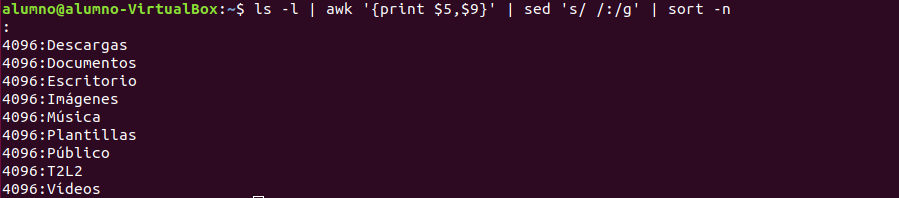 alumno@alumno-VirtualBox:~$ ls -l | awk '{print $5,$9}' | sed 's/ /:/g' | sort -n
:
4096:Descargas
4096:Documentos
4096:Escritorio
4096:Imágenes
4096:Música
4096:Plantillas
4096:Público
4096:T2L2
4096:Vídeos